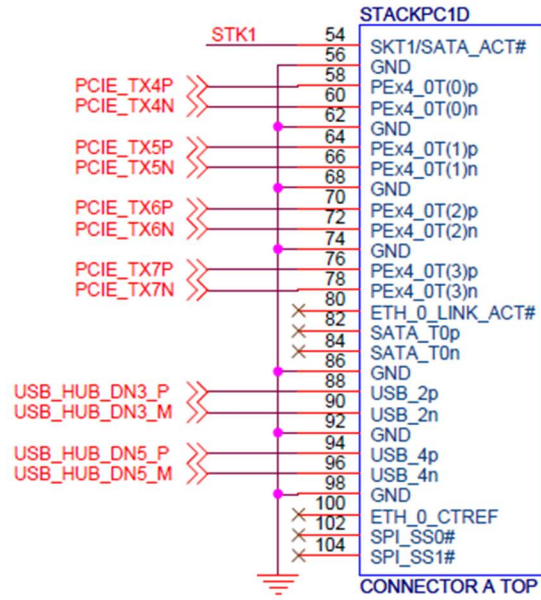 STACKPC1D
STK1 54 SKT1/SATA_ACT#
56 GND
PCIE_TX4P 58 PEx4_0T(0)p
PCIE_TX4N 60 PEx4_0T(0)n
62 GND
PCIE_TX5P 64 PEx4_0T(1)p
PCIE_TX5N 66 PEx4_0T(1)n
68 GND
PCIE_TX6P 70 PEx4_0T(2)p
PCIE_TX6N 72 PEx4_0T(2)n
74 GND
PCIE_TX7P 76 PEx4_0T(3)p
PCIE_TX7N 78 PEx4_0T(3)n
80 ETH_0_LINK_ACT#
82 SATA_T0p
84 SATA_T0n
86 GND
USB_HUB_DN3_P 88 USB_2p
USB_HUB_DN3_M 90 USB_2n
92 GND
USB_HUB_DN5_P 94 USB_4p
USB_HUB_DN5_M 96 USB_4n
98 GND
100 ETH_0_CTREF
102 SPI_SS0#
104 SPI_SS1#
CONNECTOR A TOP